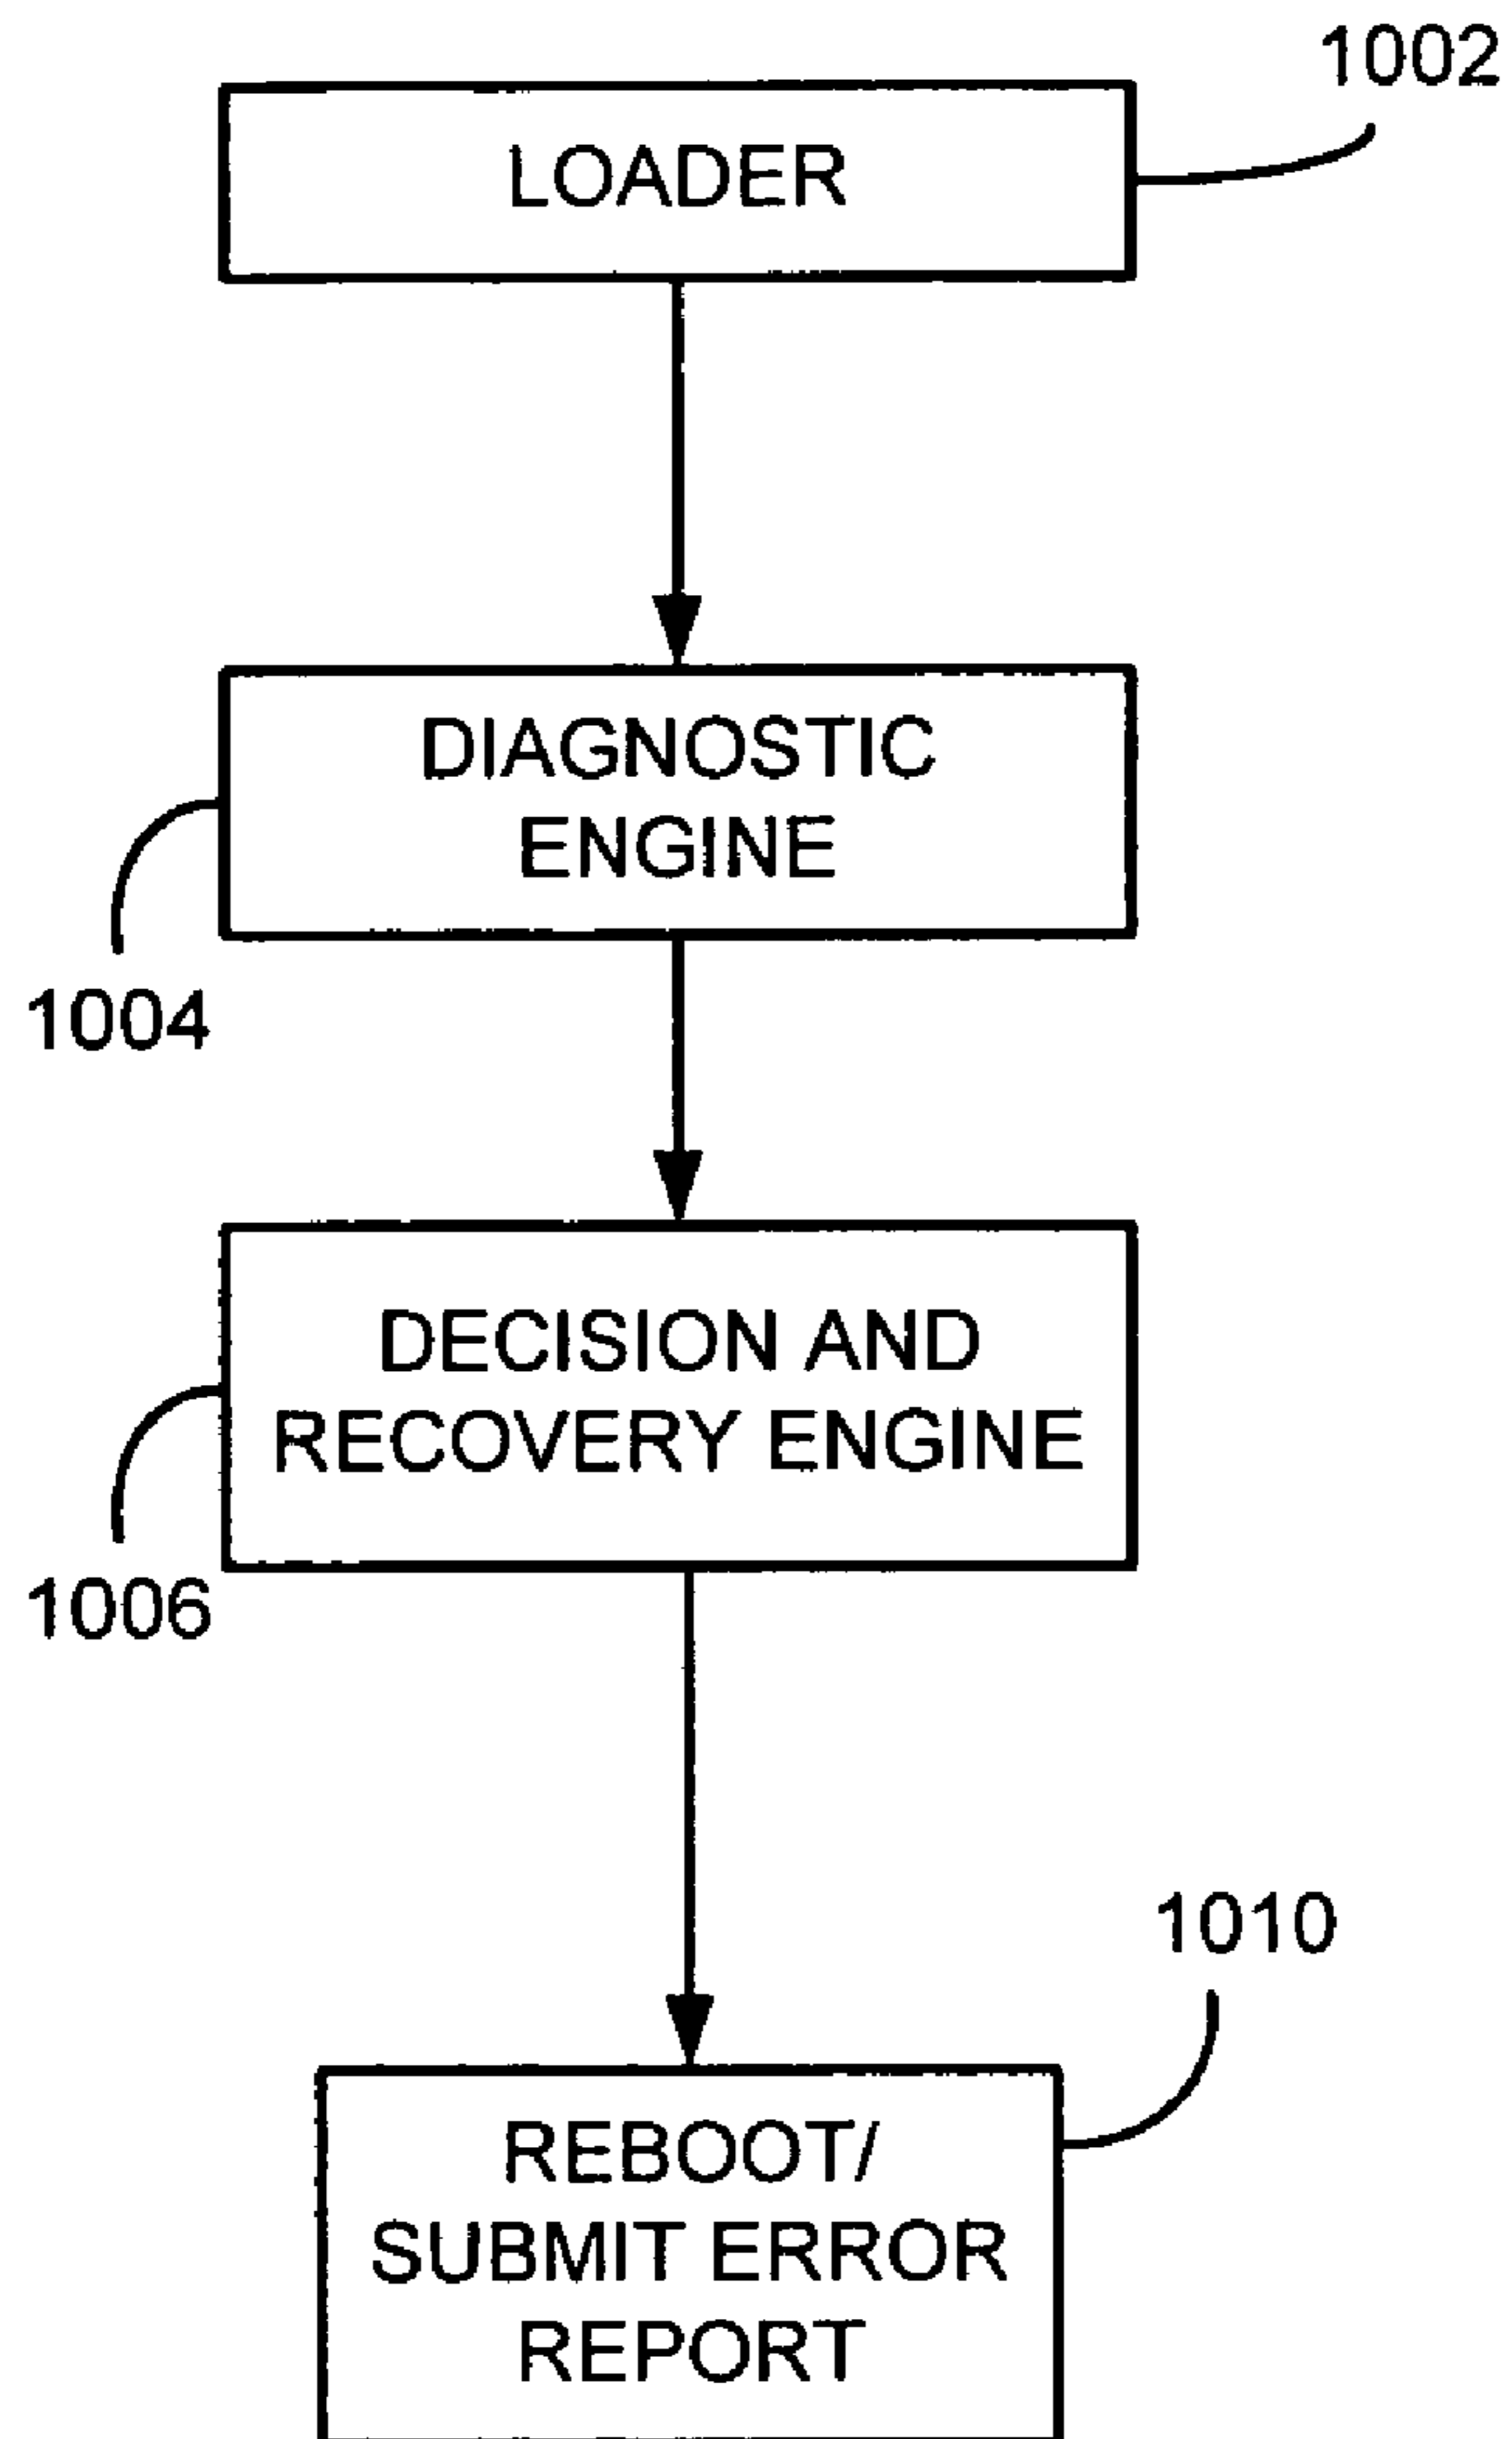 1002
LOADER
DIAGNOSTIC
ENGINE
1004
DECISION AND
RECOVERY ENGINE
1006
1010
REBOOT/
SUBMIT ERROR
REPORT